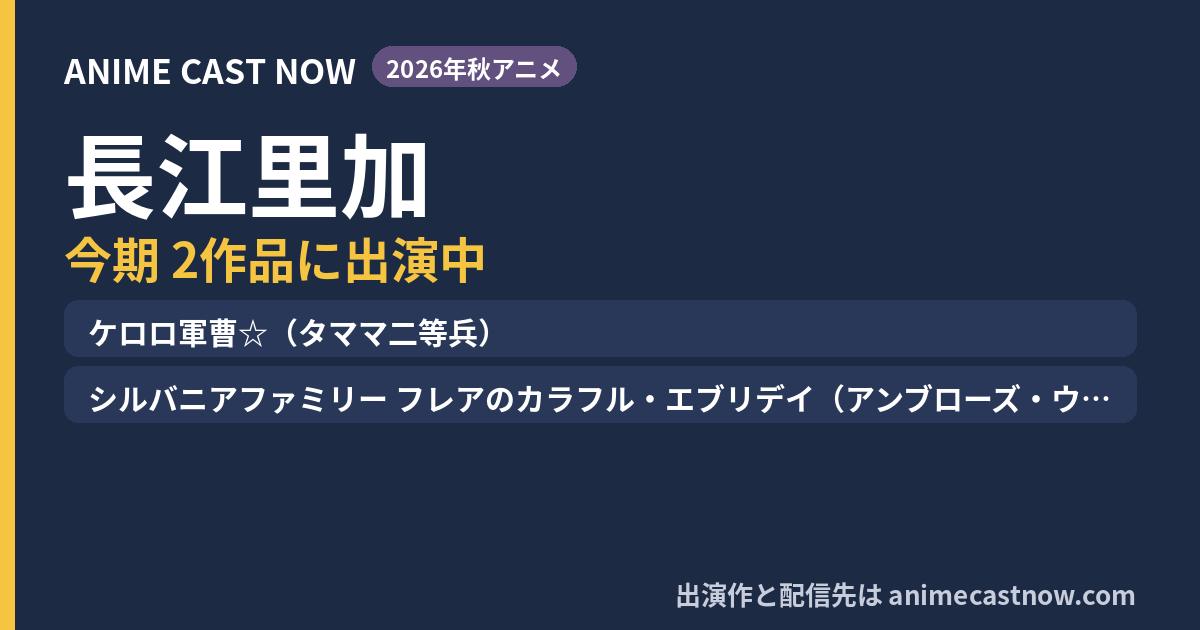 ANIME CAST NOW 2026年秋アニメ
長江里加
今期 2作品に出演中
ケロロ軍曹☆（タママ二等兵）
シルバニアファミリー フレアのカラフル・エブリデイ（アンブローズ・ウ…
出演作と配信先は animecastnow.com